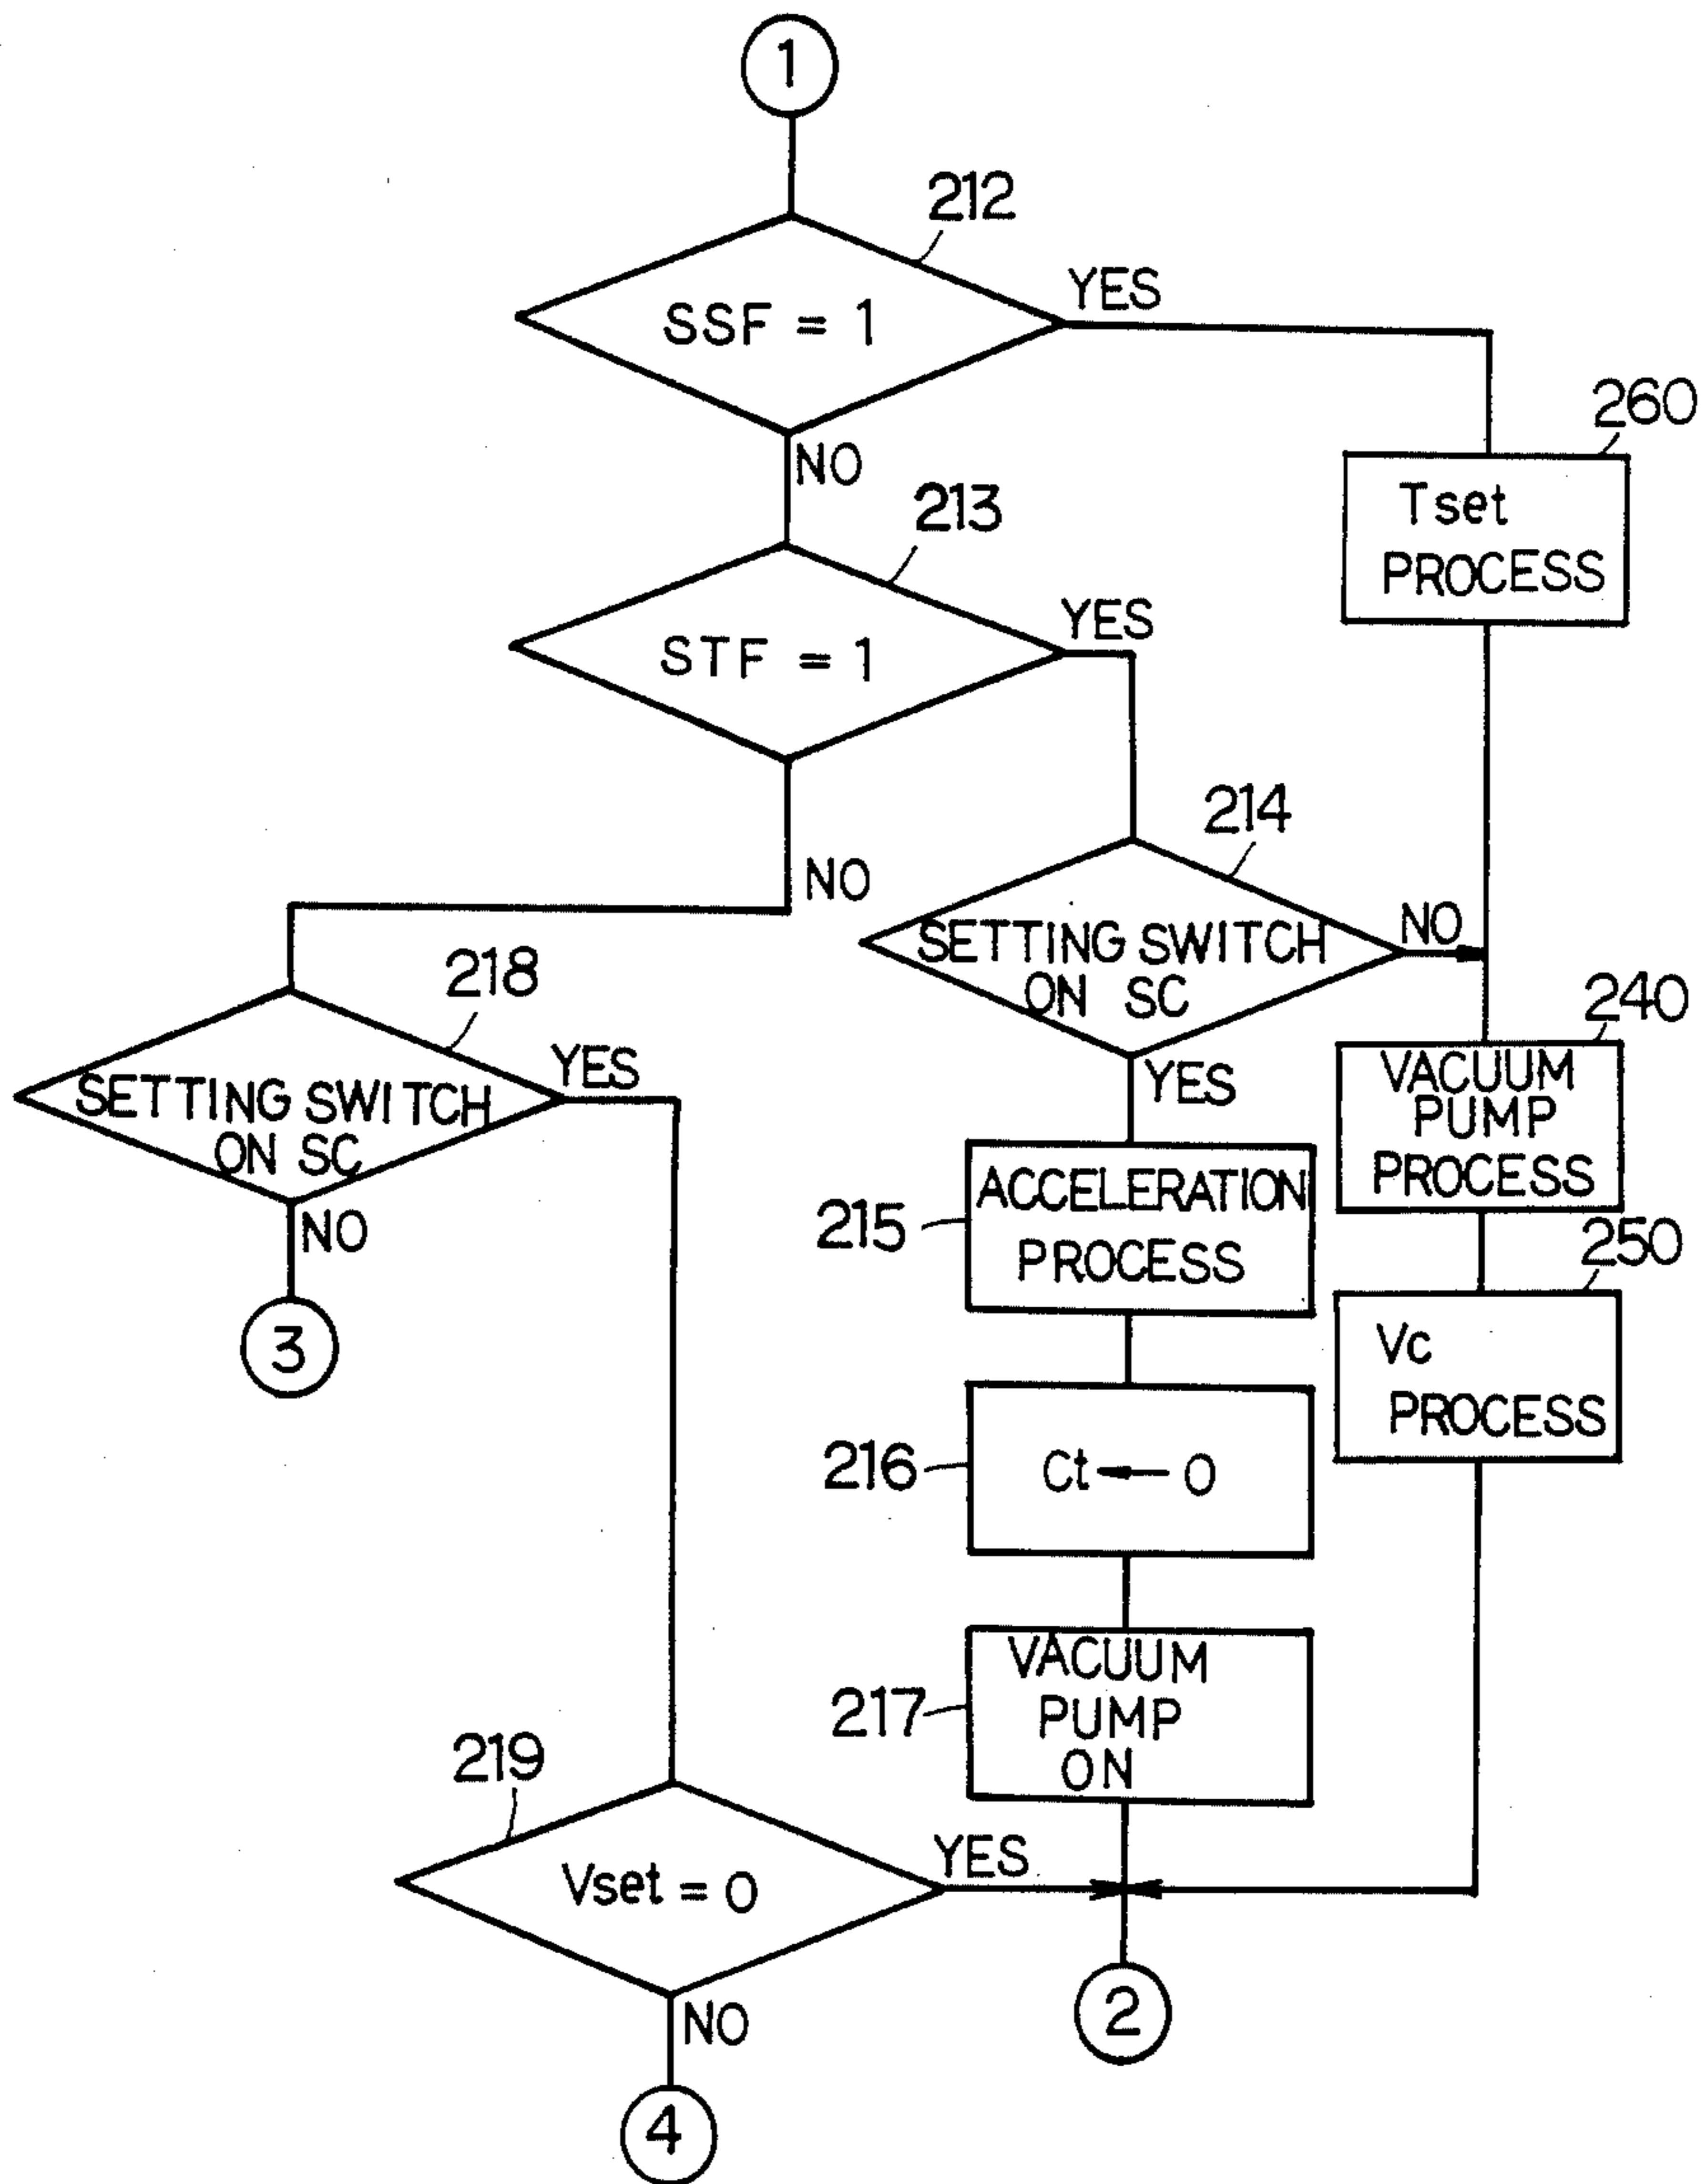 1
212
SSF = 1
YES
260
NO
Tset
PROCESS
213
STF = 1
YES
214
NO
SETTING SWITCH
ON SC
NO
218
SETTING SWITCH
ON SC
YES
NO
3
240
VACUUM
PUMP
PROCESS
YES
215
ACCELERATION
PROCESS
250
Vc
PROCESS
216
Ct ← 0
217
VACUUM
PUMP
ON
219
Vset = 0
YES
NO
2
4